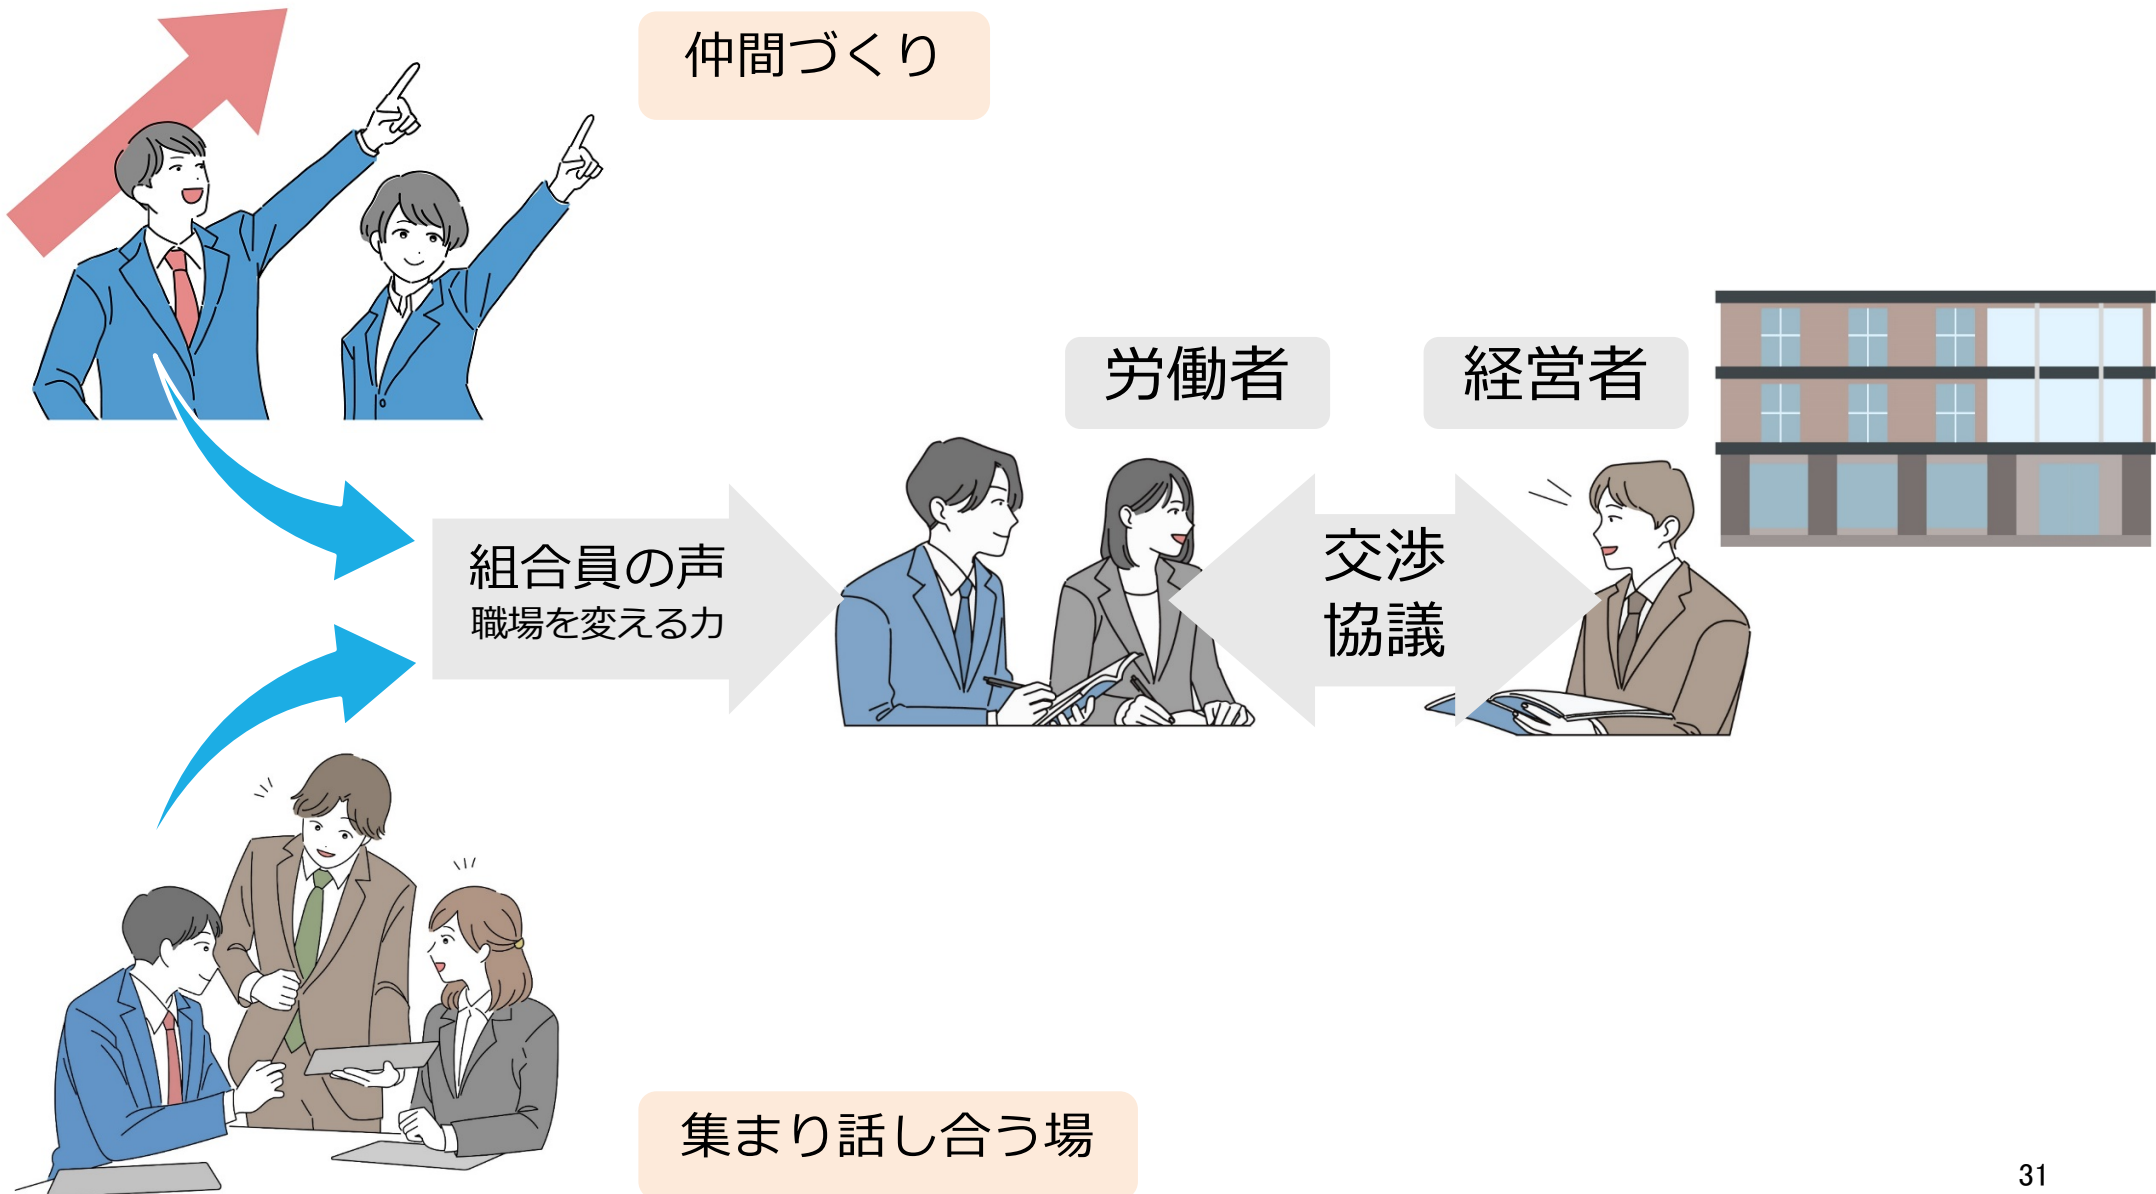 仲間づくり
労働者
経営者
組合員の声
職場を変える力
交渉
協議
集まり話し合う場
31